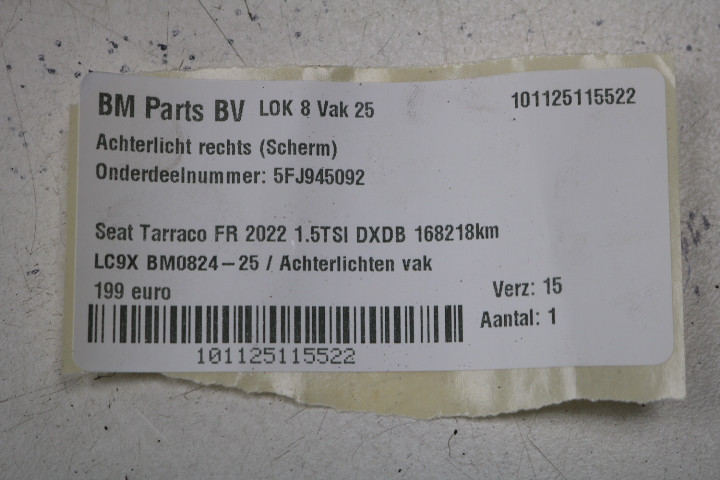 BM Parts BV LOK 8 Vak 25 101125115522
Achterlicht rechts (Scherm)
Onderdeelnummer: 5FJ945092
Seat Tarraco FR 2022 1.5TSI DXDB 168218km
LC9X BM0824-25 / Achterlichten vak
199 euro Verz: 15
Aantal: 1
101125115522